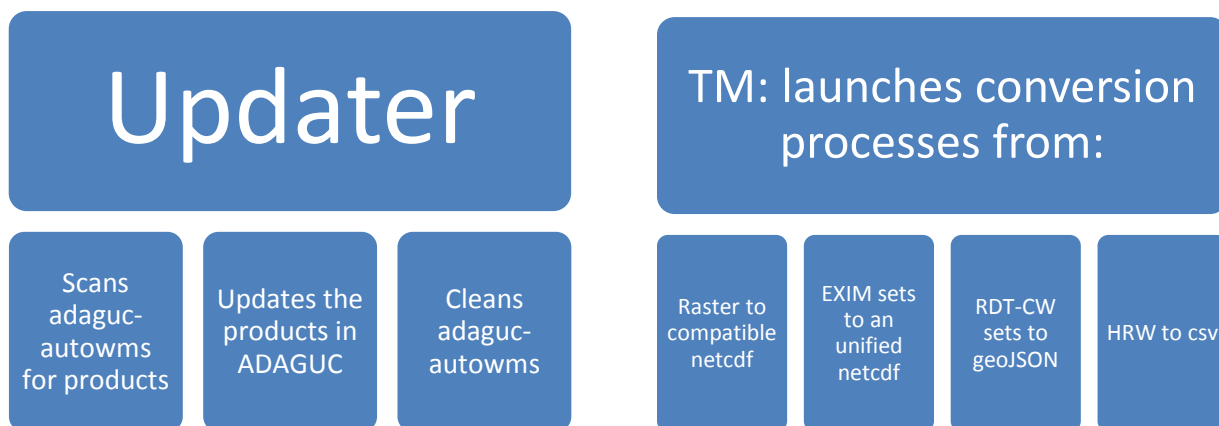 Updater
Scans
adaguc-
autowms
for products
Updates the
products in
ADAGUC
Cleans
adaguc-
autowms
TM: launches conversion
processes from:
Raster to
compatible
netcdf
EXIM sets
to an
unified
netcdf
RDT-CW
sets to
geoJSON
HRW to csv